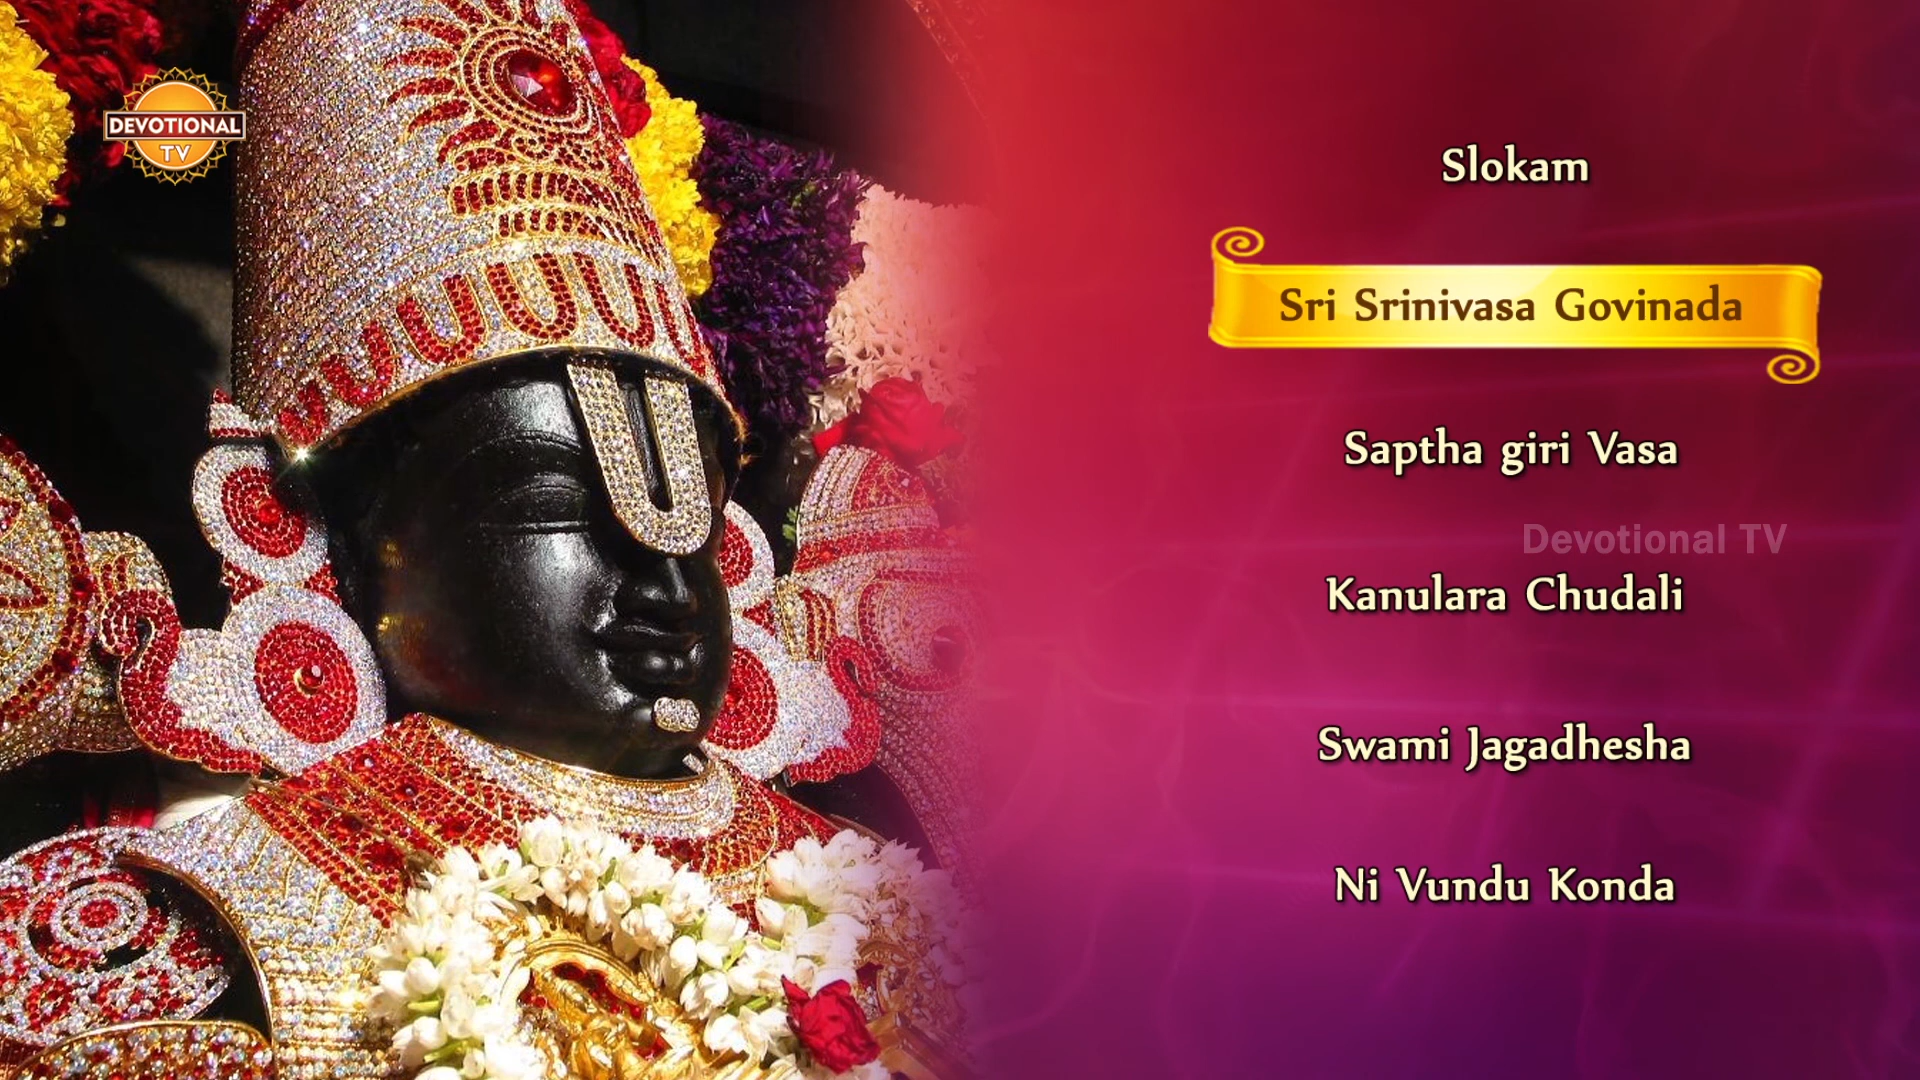 DEVOTIONAL
TV
Slokam
Sri Srinivasa Govinada
Saptha giri Vasa
Devotional TV
Kanulara Chudali
Swami Jagadhesha
Ni Vundu Konda